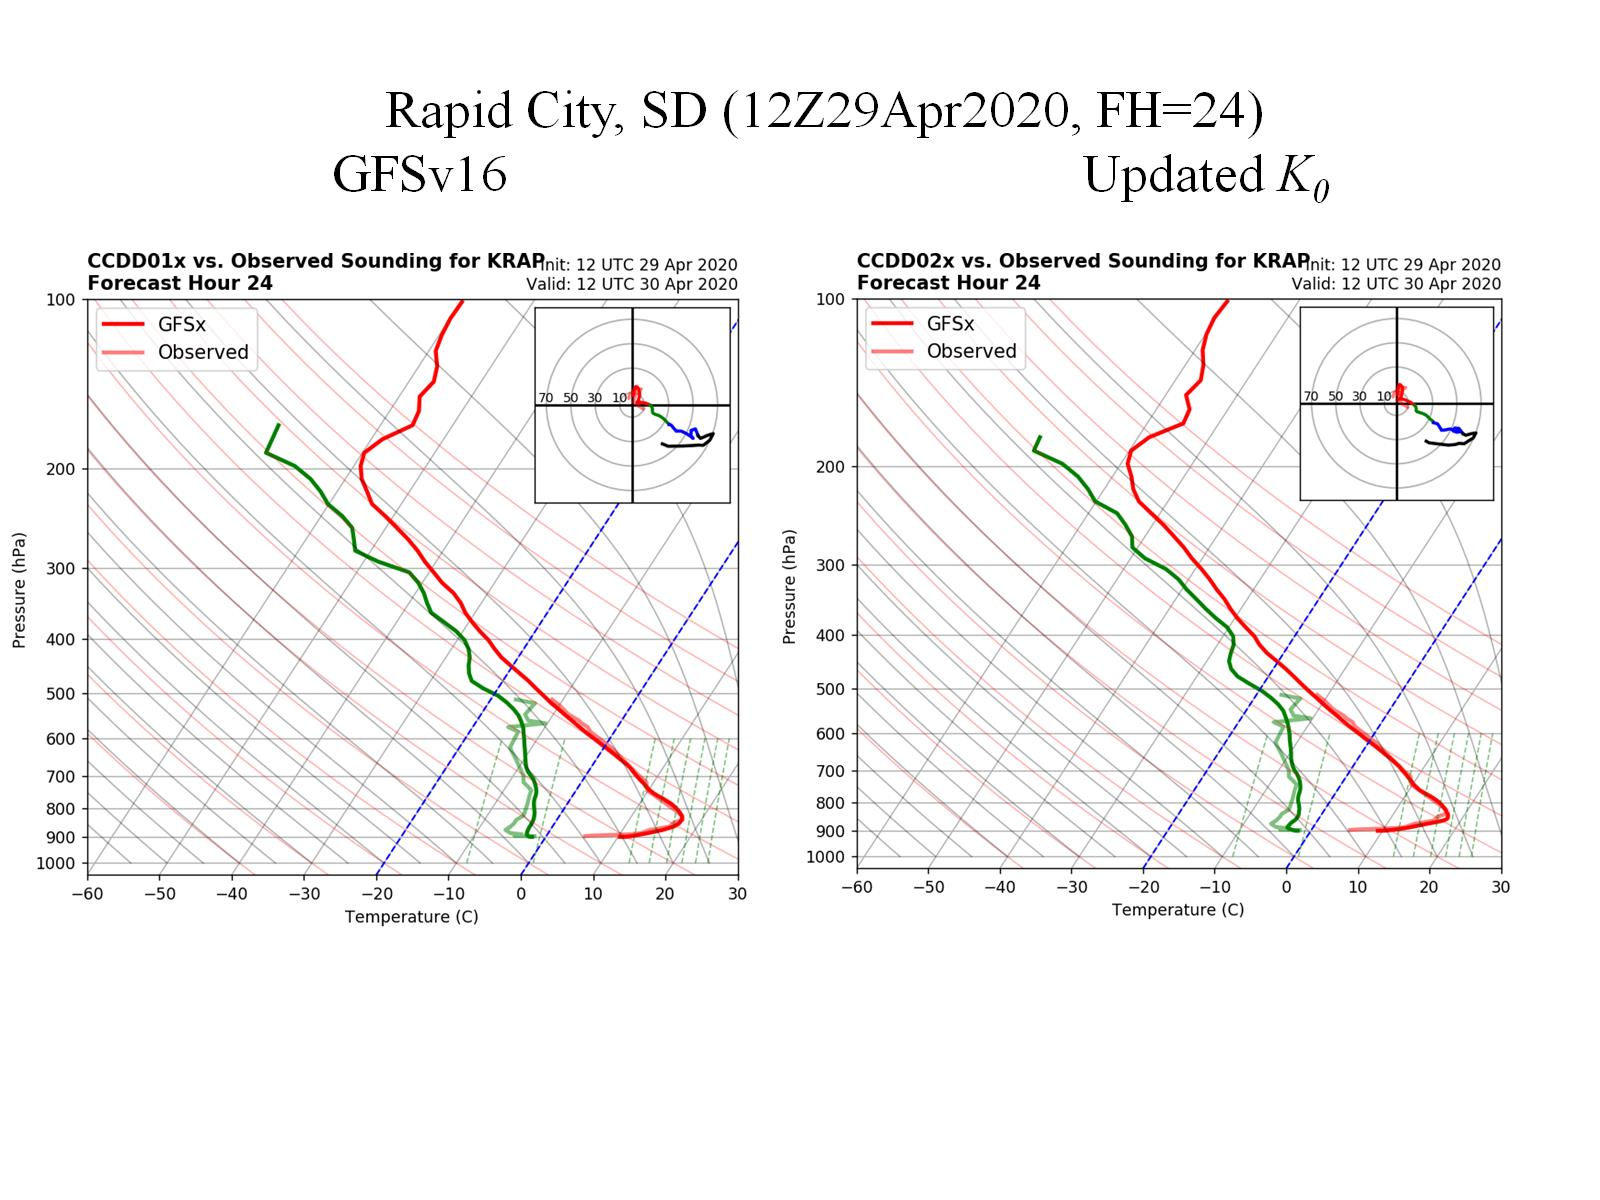 Rapid City, SD (12Z29Apr2020, FH=24)
GFSv16
Updated K0
CCDD01x vs. Observed Sounding for KRAP
Forecast Hour 24
Init: 12 UTC 29 Apr 2020
Valid: 12 UTC 30 Apr 2020
GFSx
Observed
70 50 30 10
100
200
300
400
500
600
700
800
900
1000
Pressure (hPa)
−60 −50 −40 −30 −20 −10 0 10 20 30
Temperature (C)
CCDD02x vs. Observed Sounding for KRAP
Forecast Hour 24
Init: 12 UTC 29 Apr 2020
Valid: 12 UTC 30 Apr 2020
GFSx
Observed
70 50 30 10
100
200
300
400
500
600
700
800
900
1000
Pressure (hPa)
−60 −50 −40 −30 −20 −10 0 10 20 30
Temperature (C)